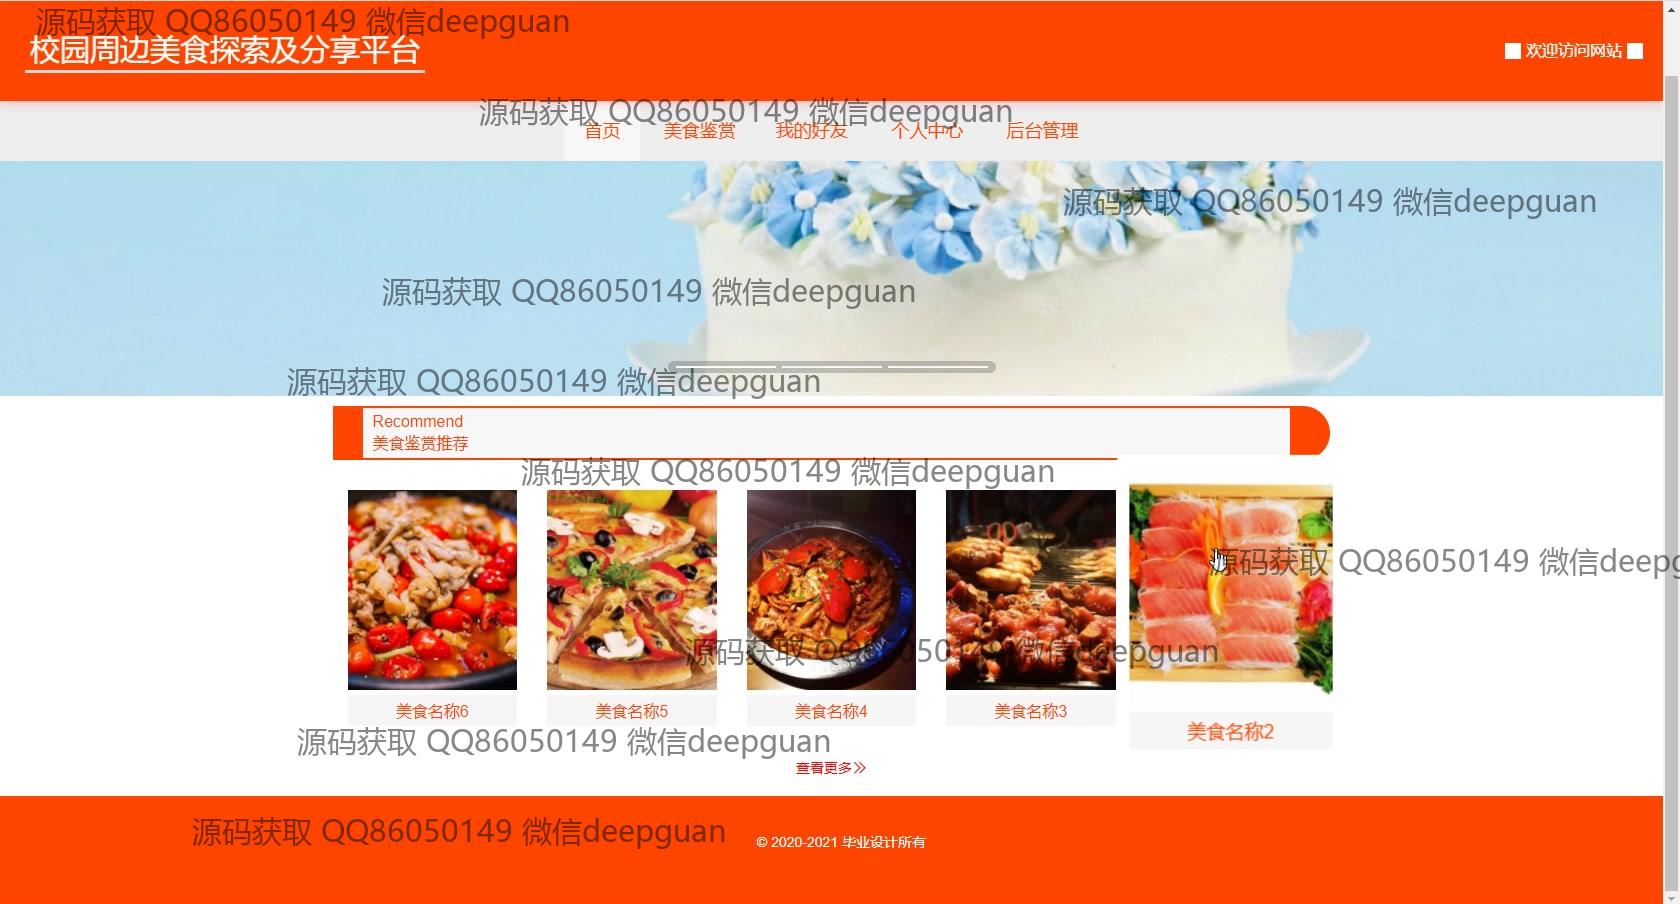 源码获取 QQ86050149 微信deepguan
校园周边美食探索及分享平台
欢迎访问网站
源码获取 QQ86050149 微信deepguan
首页 美食鉴赏 我的好友 个人中心 后台管理
源码获取 QQ86050149 微信deepguan
源码获取 QQ86050149 微信deepguan
源码获取 QQ86050149 微信deepguan
Recommend
美食鉴赏推荐
源码获取 QQ86050149 微信deepguan
源码获取 QQ86050149 微信deepg
源码获取 QQ86050149 微信deepguan
美食名称6 美食名称5 美食名称4 美食名称3 美食名称2
源码获取 QQ86050149 微信deepguan
查看更多
源码获取 QQ86050149 微信deepguan
© 2020-2021 毕业设计所有